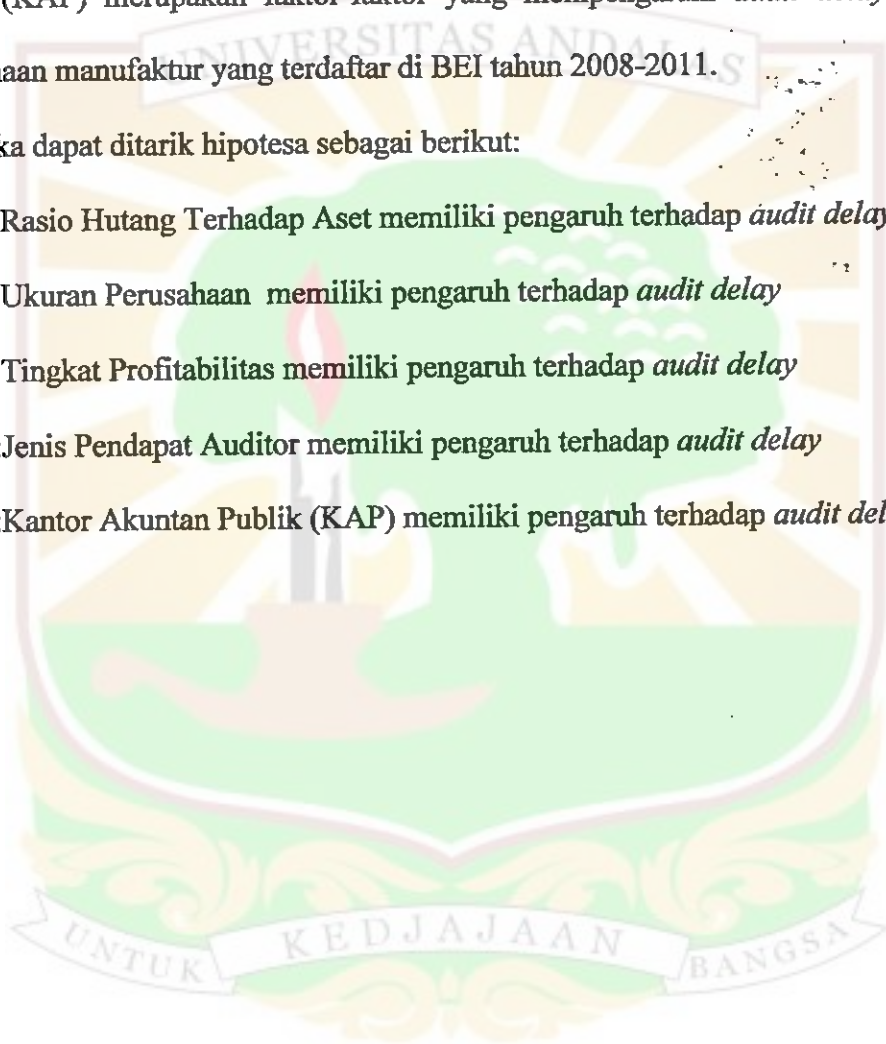 (KAP) merupakan faktor-faktor yang mempengaruhi audit delay
aan manufaktur yang terdaftar di BEI tahun 2008-2011.
ka dapat ditarik hipotesa sebagai berikut:
Rasio Hutang Terhadap Aset memiliki pengaruh terhadap audit delay
Ukuran Perusahaan memiliki pengaruh terhadap audit delay
Tingkat Profitabilitas memiliki pengaruh terhadap audit delay
:Jenis Pendapat Auditor memiliki pengaruh terhadap audit delay
:Kantor Akuntan Publik (KAP) memiliki pengaruh terhadap audit del
UNIVERSITAS ANDALAS
UNTUK KEDJAJAAN BANGSA